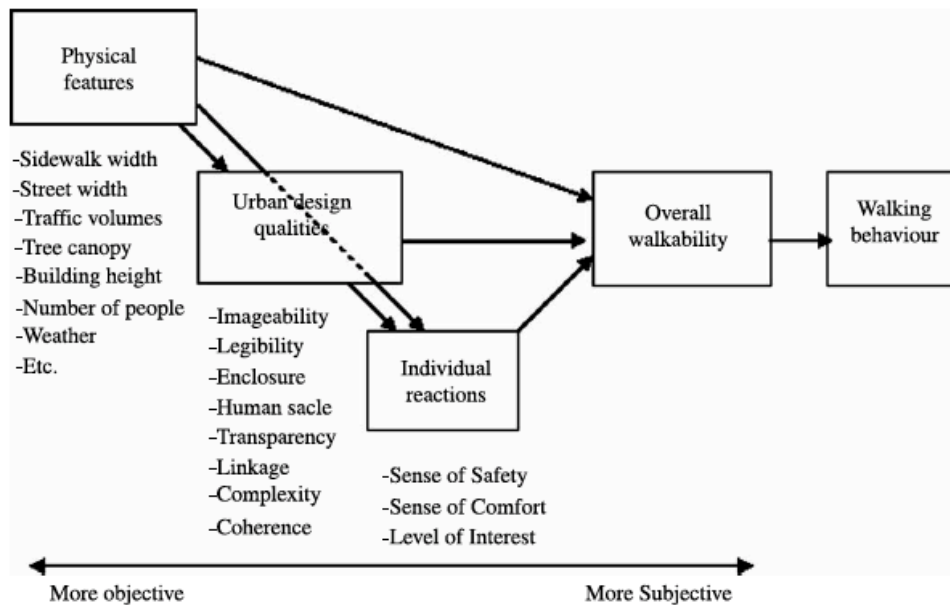 Physical
features
-Sidewalk width
-Street width
-Traffic volumes
-Tree canopy
-Building height
-Number of people
-Weather
-Etc.
Urban design
qualities
-Imageability
-Legibility
-Enclosure
-Human sacle
-Transparency
-Linkage
-Complexity
-Coherence
Individual
reactions
-Sense of Safety
-Sense of Comfort
-Level of Interest
Overall
walkability
Walking
behaviour
More objective
More Subjective